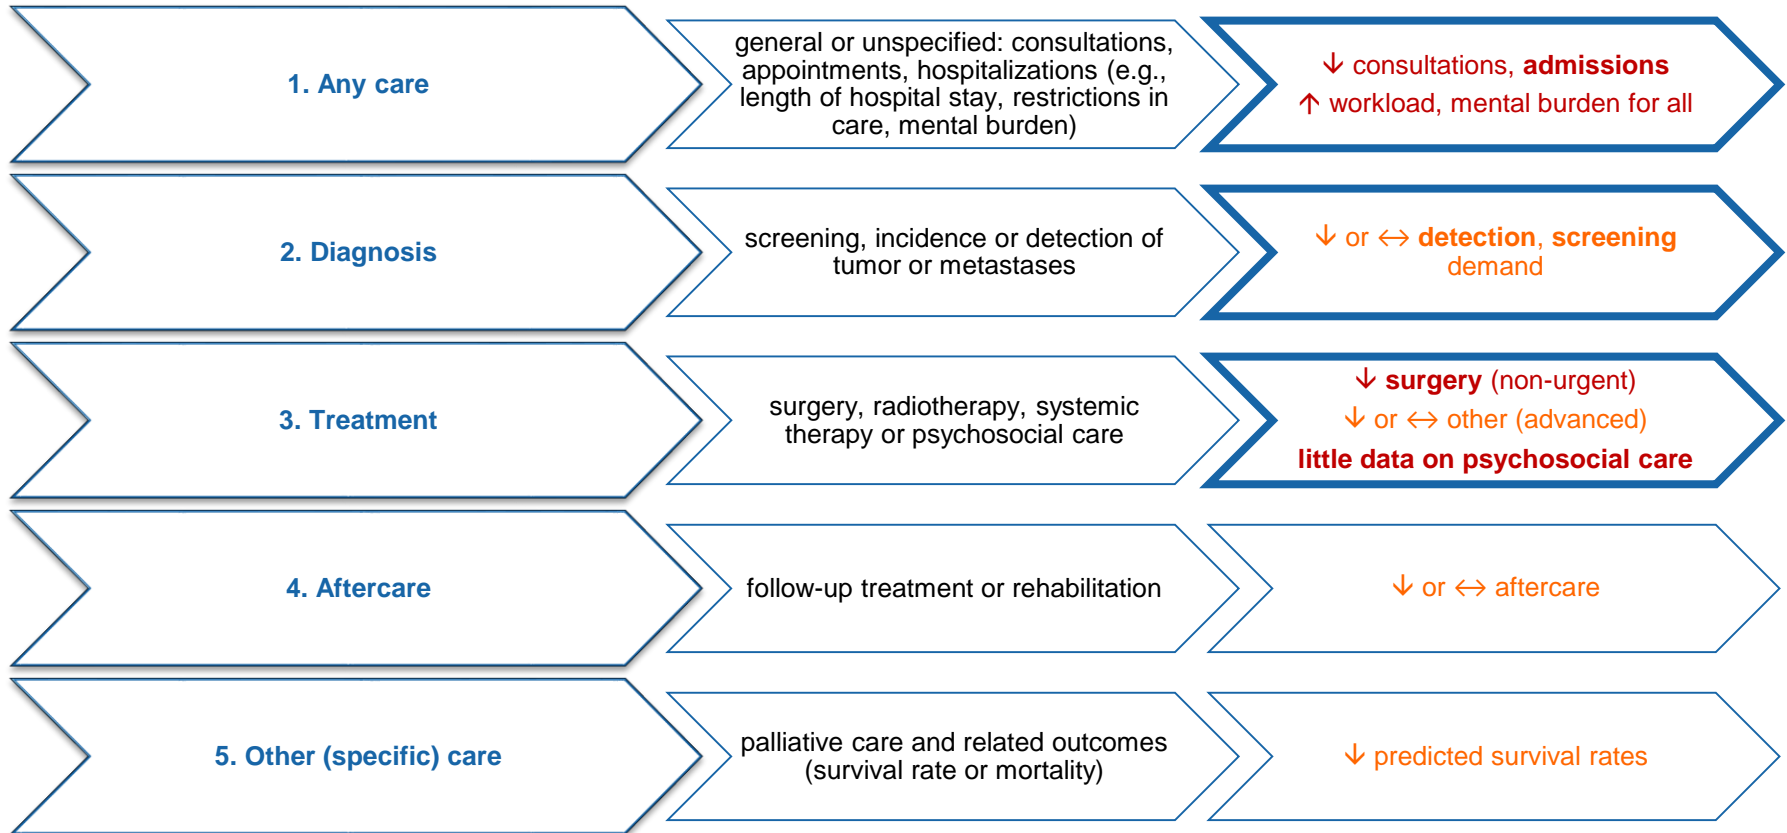 1. Any care
general or unspecified: consultations,
appointments, hospitalizations (e.g.,
length of hospital stay, restrictions in
care, mental burden)
↓ consultations, admissions
↑ workload, mental burden for all
2. Diagnosis
screening, incidence or detection of
tumor or metastases
↓ or ↔ detection, screening
demand
3. Treatment
surgery, radiotherapy, systemic
therapy or psychosocial care
↓ surgery (non-urgent)
↓ or ↔ other (advanced)
little data on psychosocial care
4. Aftercare
follow-up treatment or rehabilitation
↓ or ↔ aftercare
5. Other (specific) care
palliative care and related outcomes
(survival rate or mortality)
↓ predicted survival rates